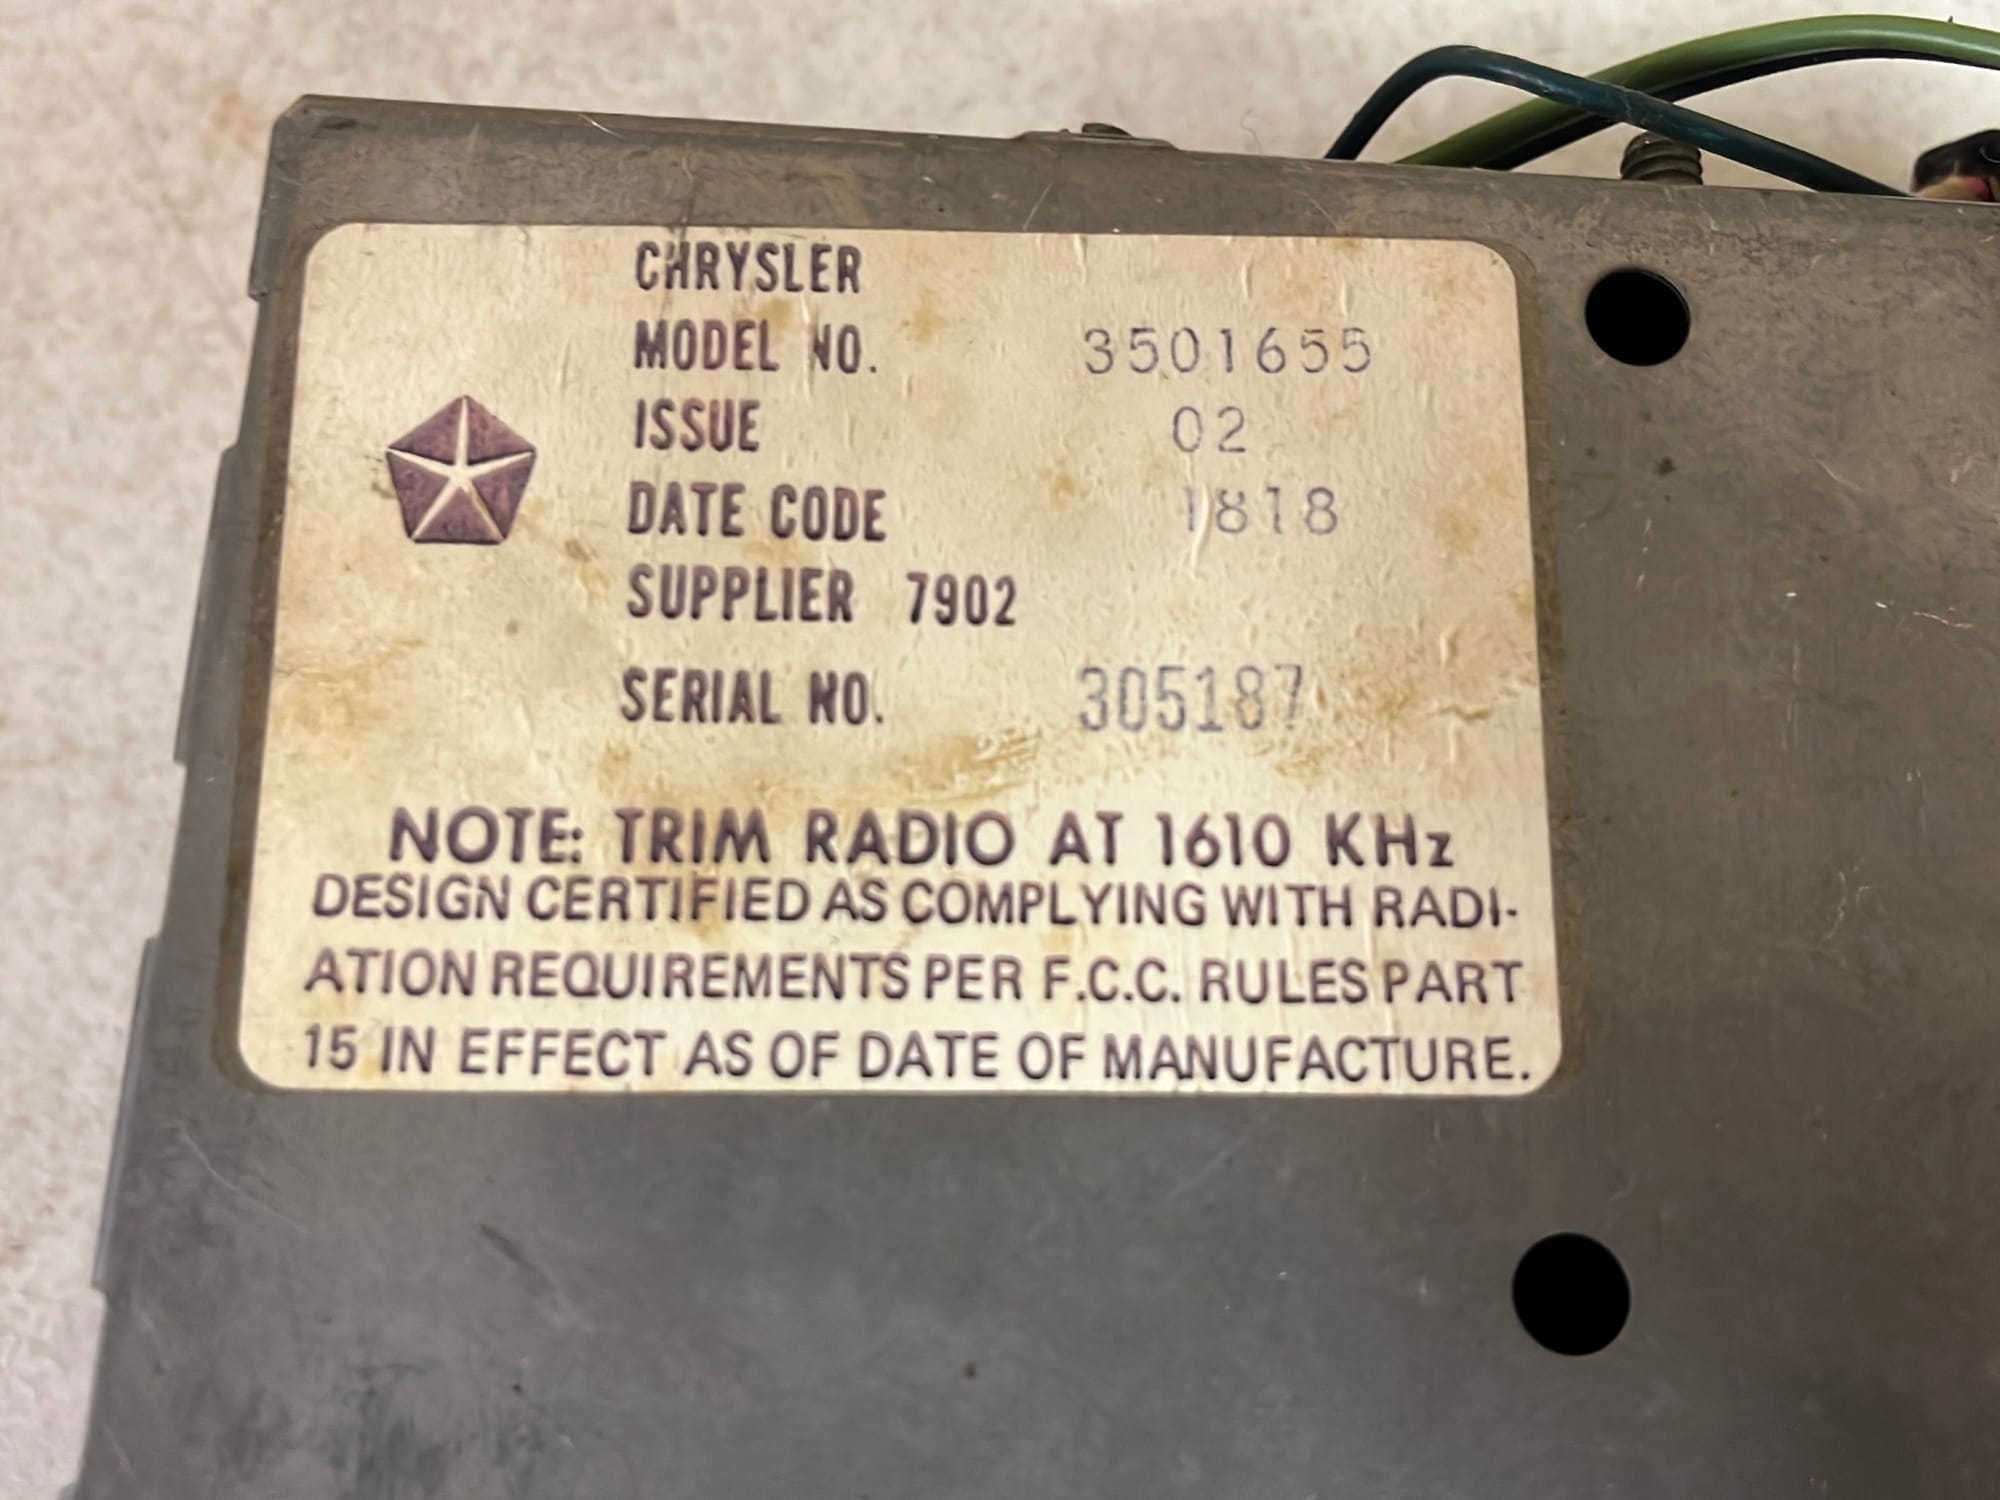 CHRYSLER
MODEL NO. 3501655
ISSUE 02
DATE CODE 1818
SUPPLIER 7902
SERIAL NO. 305187
NOTE: TRIM RADIO AT 1610 KHz
DESIGN CERTIFIED AS COMPLYING WITH RADI-
ATION REQUIREMENTS PER F.C.C. RULES PART
15 IN EFFECT AS OF DATE OF MANUFACTURE.